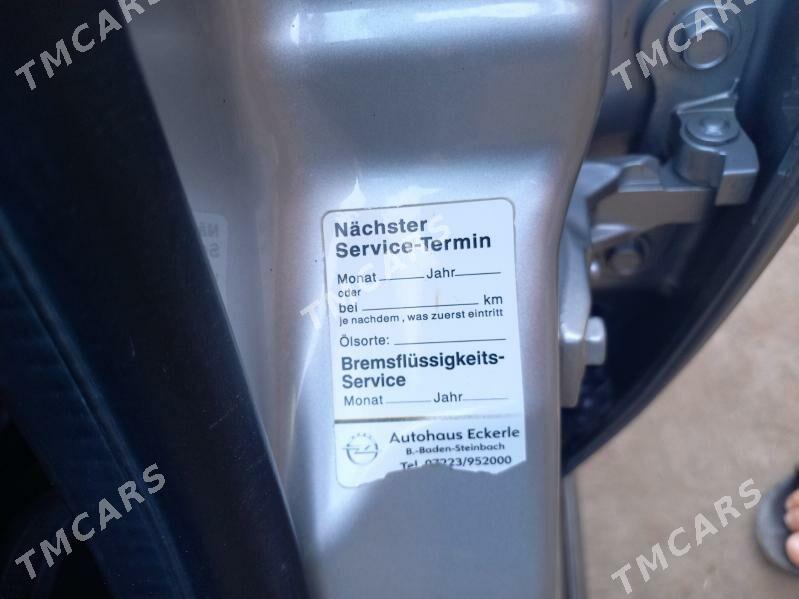 TMCARS
TMCARS
Nächster
Service-Termin
Monat Jahr
oder
bei km
je nachdem, was zuerst eintritt
Ölsorte:
Bremsflüssigkeits-
Service
Monat Jahr
Autohaus Eckerle
B.-Baden-Steinbach
Tel. 07223/952000
TMCARS
TMCARS
TMCARS